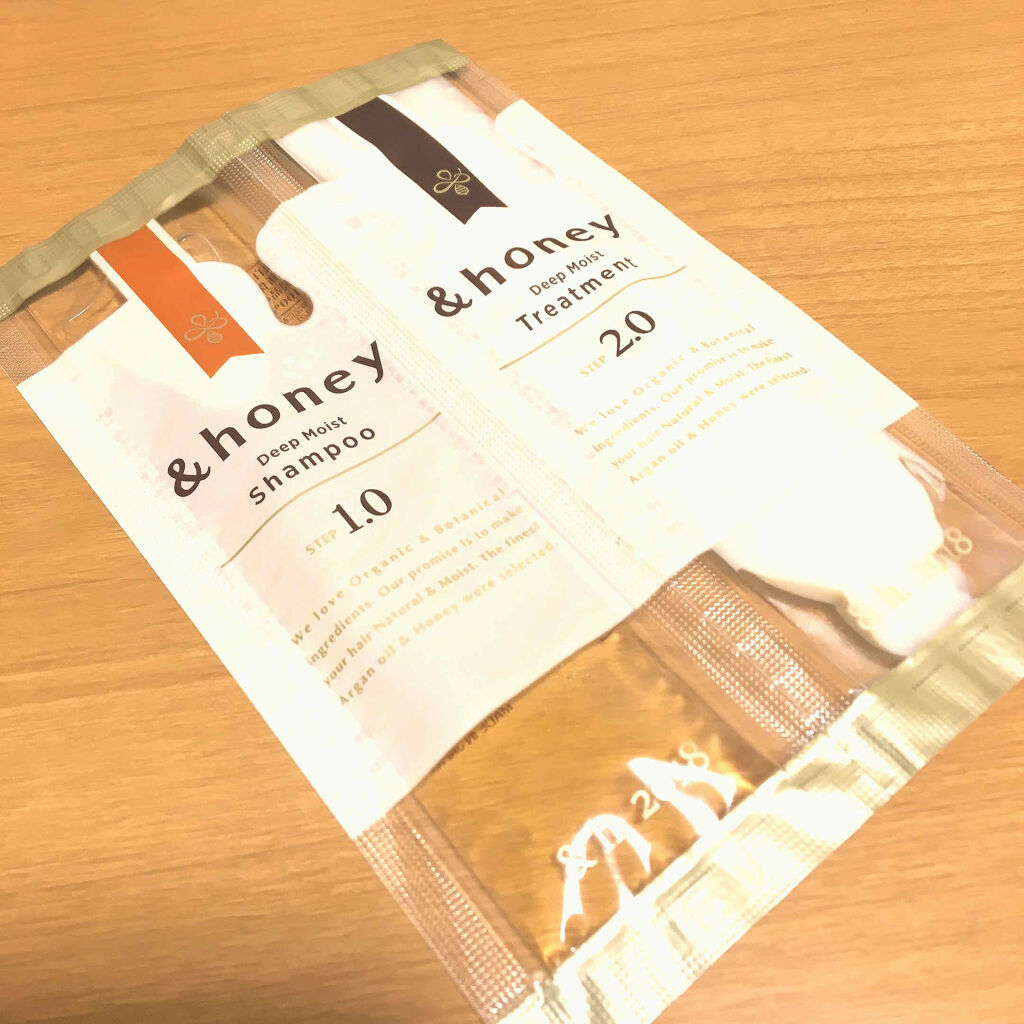 &honey
Deep Moist
Shampoo
STEP 1.0
We love Organic & Botanical
ingredients. Our promise is to make
your hair Natural & Moist. The finest
Argan oil & Honey were selected
&honey
Deep Moist
Treatment
STEP 2.0
We love Organic & Botanical
ingredients. Our promise is to make
your hair Natural & Moist. The finest
Argan oil & Honey were selected.